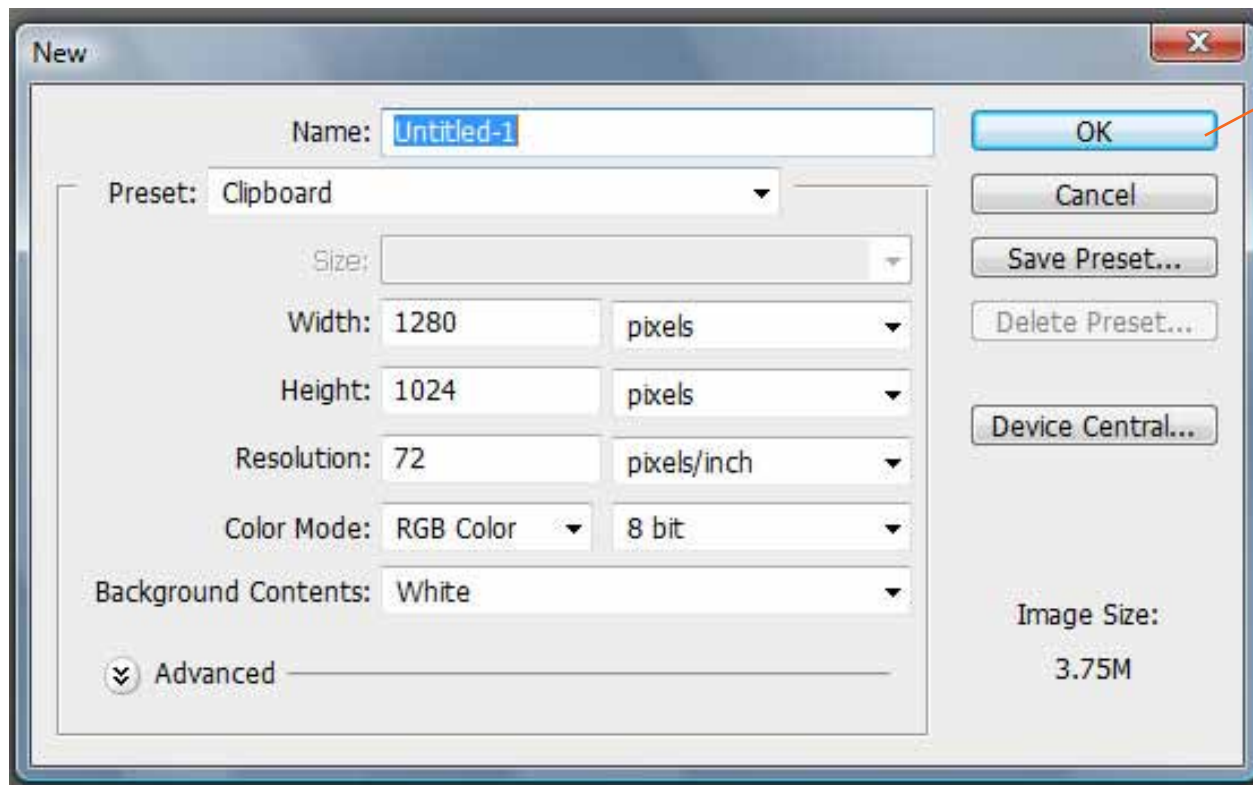 New
Name: Untitled-1
OK
Preset: Clipboard
Cancel
Size:
Save Preset...
Width: 1280 pixels
Delete Preset...
Height: 1024 pixels
Device Central...
Resolution: 72 pixels/inch
Color Mode: RGB Color 8 bit
Background Contents: White
Image Size:
3.75M
Advanced